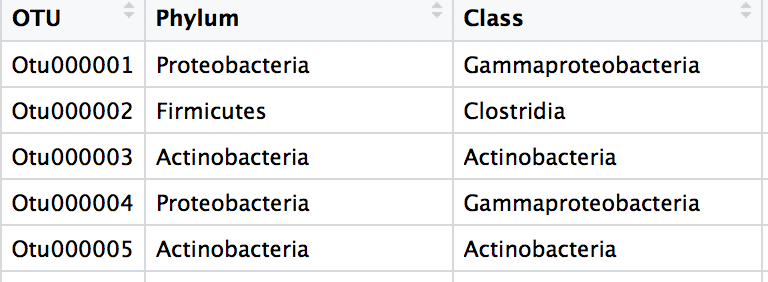 OTU Phylum Class
Otu000001 Proteobacteria Gammaproteobacteria
Otu000002 Firmicutes Clostridia
Otu000003 Actinobacteria Actinobacteria
Otu000004 Proteobacteria Gammaproteobacteria
Otu000005 Actinobacteria Actinobacteria